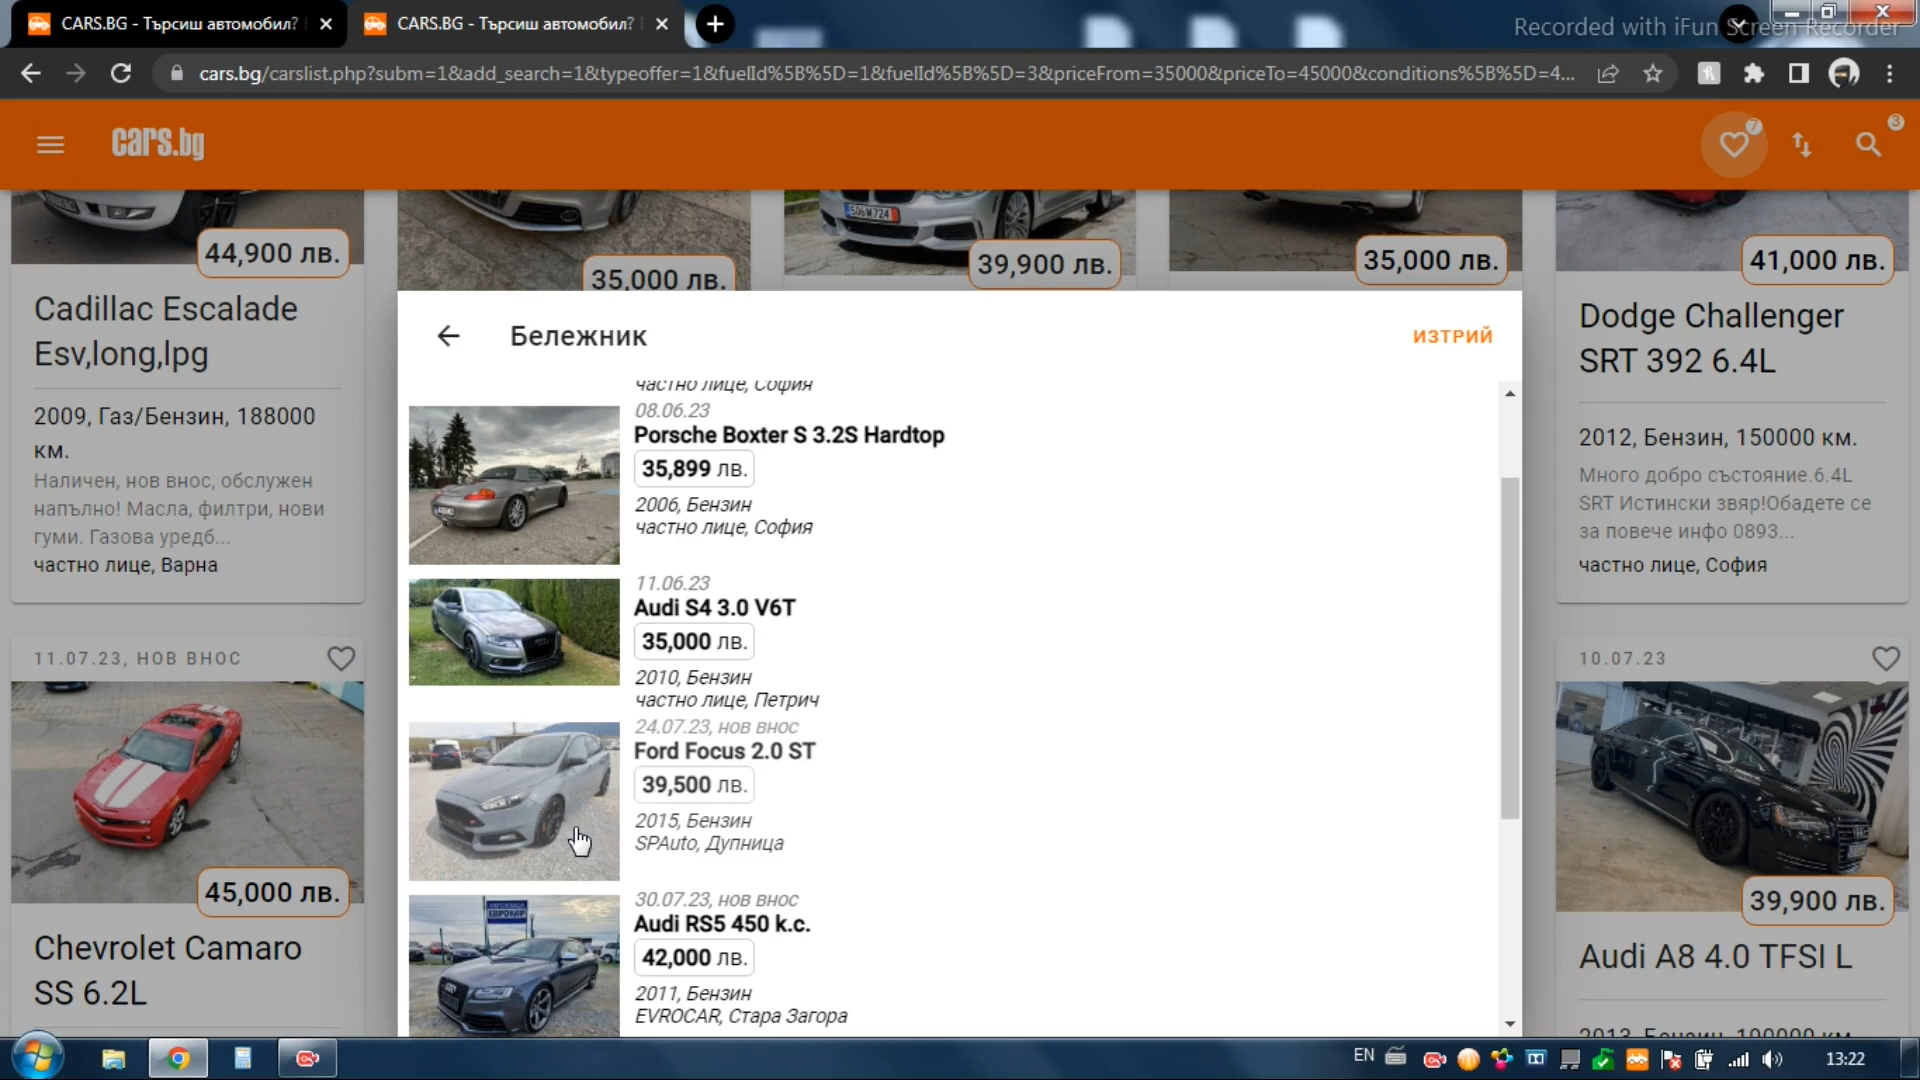 CARS.BG - Търсиш автомобил?
CARS.BG - Търсиш автомобил?
Recorded with iFun Screen Recorder
cars.bg/carslist.php?subm=1&add_search=1&typeoffer=1&fuelId%5B%5D=1&fuelId%5B%5D=3&priceFrom=35000&priceTo=45000&conditions%5B%5D=4...
cars.bg
7
3
44,900 лв.
35,000 лв.
39,900 лв.
35,000 лв.
41,000 лв.
Cadillac Escalade
Esv,long,lpg
2009, Газ/Бензин, 188000
км.
Наличен, нов внос, обслужен
напълно! Масла, филтри, нови
гуми. Газова уредб...
частно лице, Варна
11.07.23, НОВ ВНОС
45,000 лв.
Chevrolet Camaro
SS 6.2L
Бележник
ИЗТРИЙ
частно лице, София
08.06.23
Porsche Boxter S 3.2S Hardtop
35,899 лв.
2006, Бензин
частно лице, София
11.06.23
Audi S4 3.0 V6T
35,000 лв.
2010, Бензин
частно лице, Петрич
24.07.23, нов внос
Ford Focus 2.0 ST
39,500 лв.
2015, Бензин
SPAuto, Дупница
30.07.23, нов внос
Audi RS5 450 k.c.
42,000 лв.
2011, Бензин
EVROCAR, Стара Загора
Dodge Challenger
SRT 392 6.4L
2012, Бензин, 150000 км.
Много добро състояние.6.4L
SRT Истински звяр!Обадете се
за повече инфо 0893...
частно лице, София
10.07.23
39,900 лв.
Audi A8 4.0 TFSI L
2013, Бензин, 190000 км.
EN
13:22